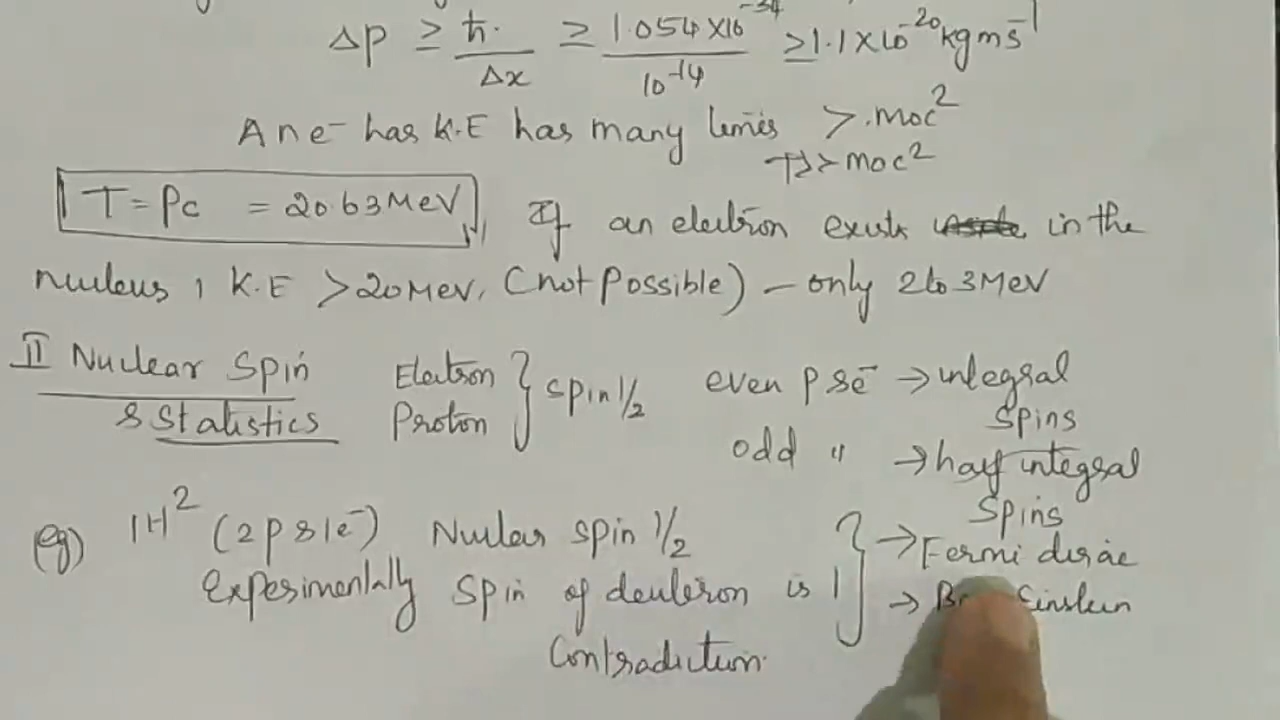 Δp ≥ ħ/Δx ≥ 1.054×10^-34/10^-14 ≥ 1.1×10^-20 kgms^-1
An e⁻ has K.E has many times > .m0c²
T>> m0c²
T = Pc = 20.63MeV If an electron exists in the
nucleus, K.E > 20MeV. (not possible) – only 2 to 3MeV
II Nuclear Spin & Statistics
Electron
Proton } spin 1/2
even p & e⁻ → integral spins
odd " → half integral spins
(eg) 1H² (2p & 1e⁻) Nuclear spin 1/2 } → Fermi dirac
Experimentally spin of deuteron is 1 → Einstein
Contradiction.